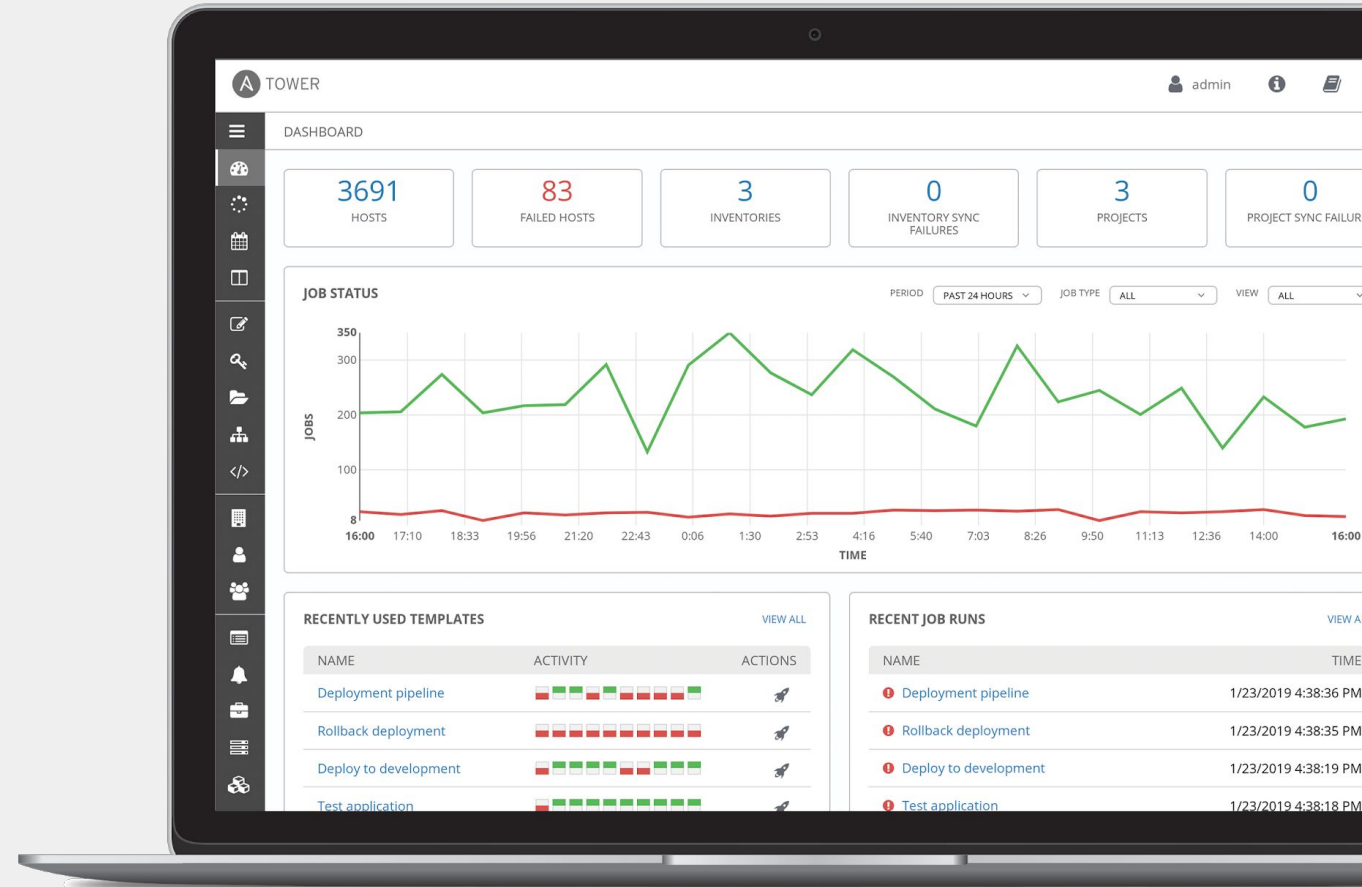 A TOWER
admin
DASHBOARD
3691
HOSTS
83
FAILED HOSTS
3
INVENTORIES
0
INVENTORY SYNC
FAILURES
3
PROJECTS
0
PROJECT SYNC FAILUR
JOB STATUS
PERIOD PAST 24 HOURS JOB TYPE ALL VIEW ALL
350
300
200
100
8
JOBS
16:00 17:10 18:33 19:56 21:20 22:43 0:06 1:30 2:53 4:16 5:40 7:03 8:26 9:50 11:13 12:36 14:00 16:00
TIME
RECENTLY USED TEMPLATES VIEW ALL
NAME ACTIVITY ACTIONS
Deployment pipeline
Rollback deployment
Deploy to development
Test application
RECENT JOB RUNS VIEW A
NAME TIME
Deployment pipeline 1/23/2019 4:38:36 PM
Rollback deployment 1/23/2019 4:38:35 PM
Deploy to development 1/23/2019 4:38:19 PM
Test application 1/23/2019 4:38:18 PM